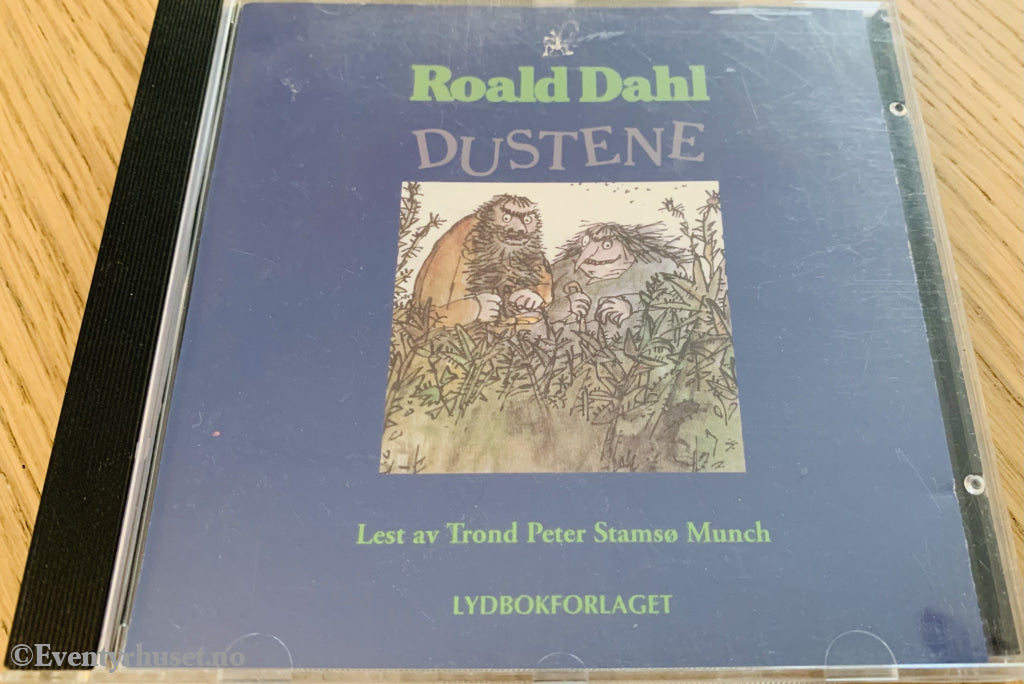 Roald Dahl
DUSTENE
Lest av Trond Peter Stamsø Munch
LYDBOKFORLAGET
©Eventyrhuset.no